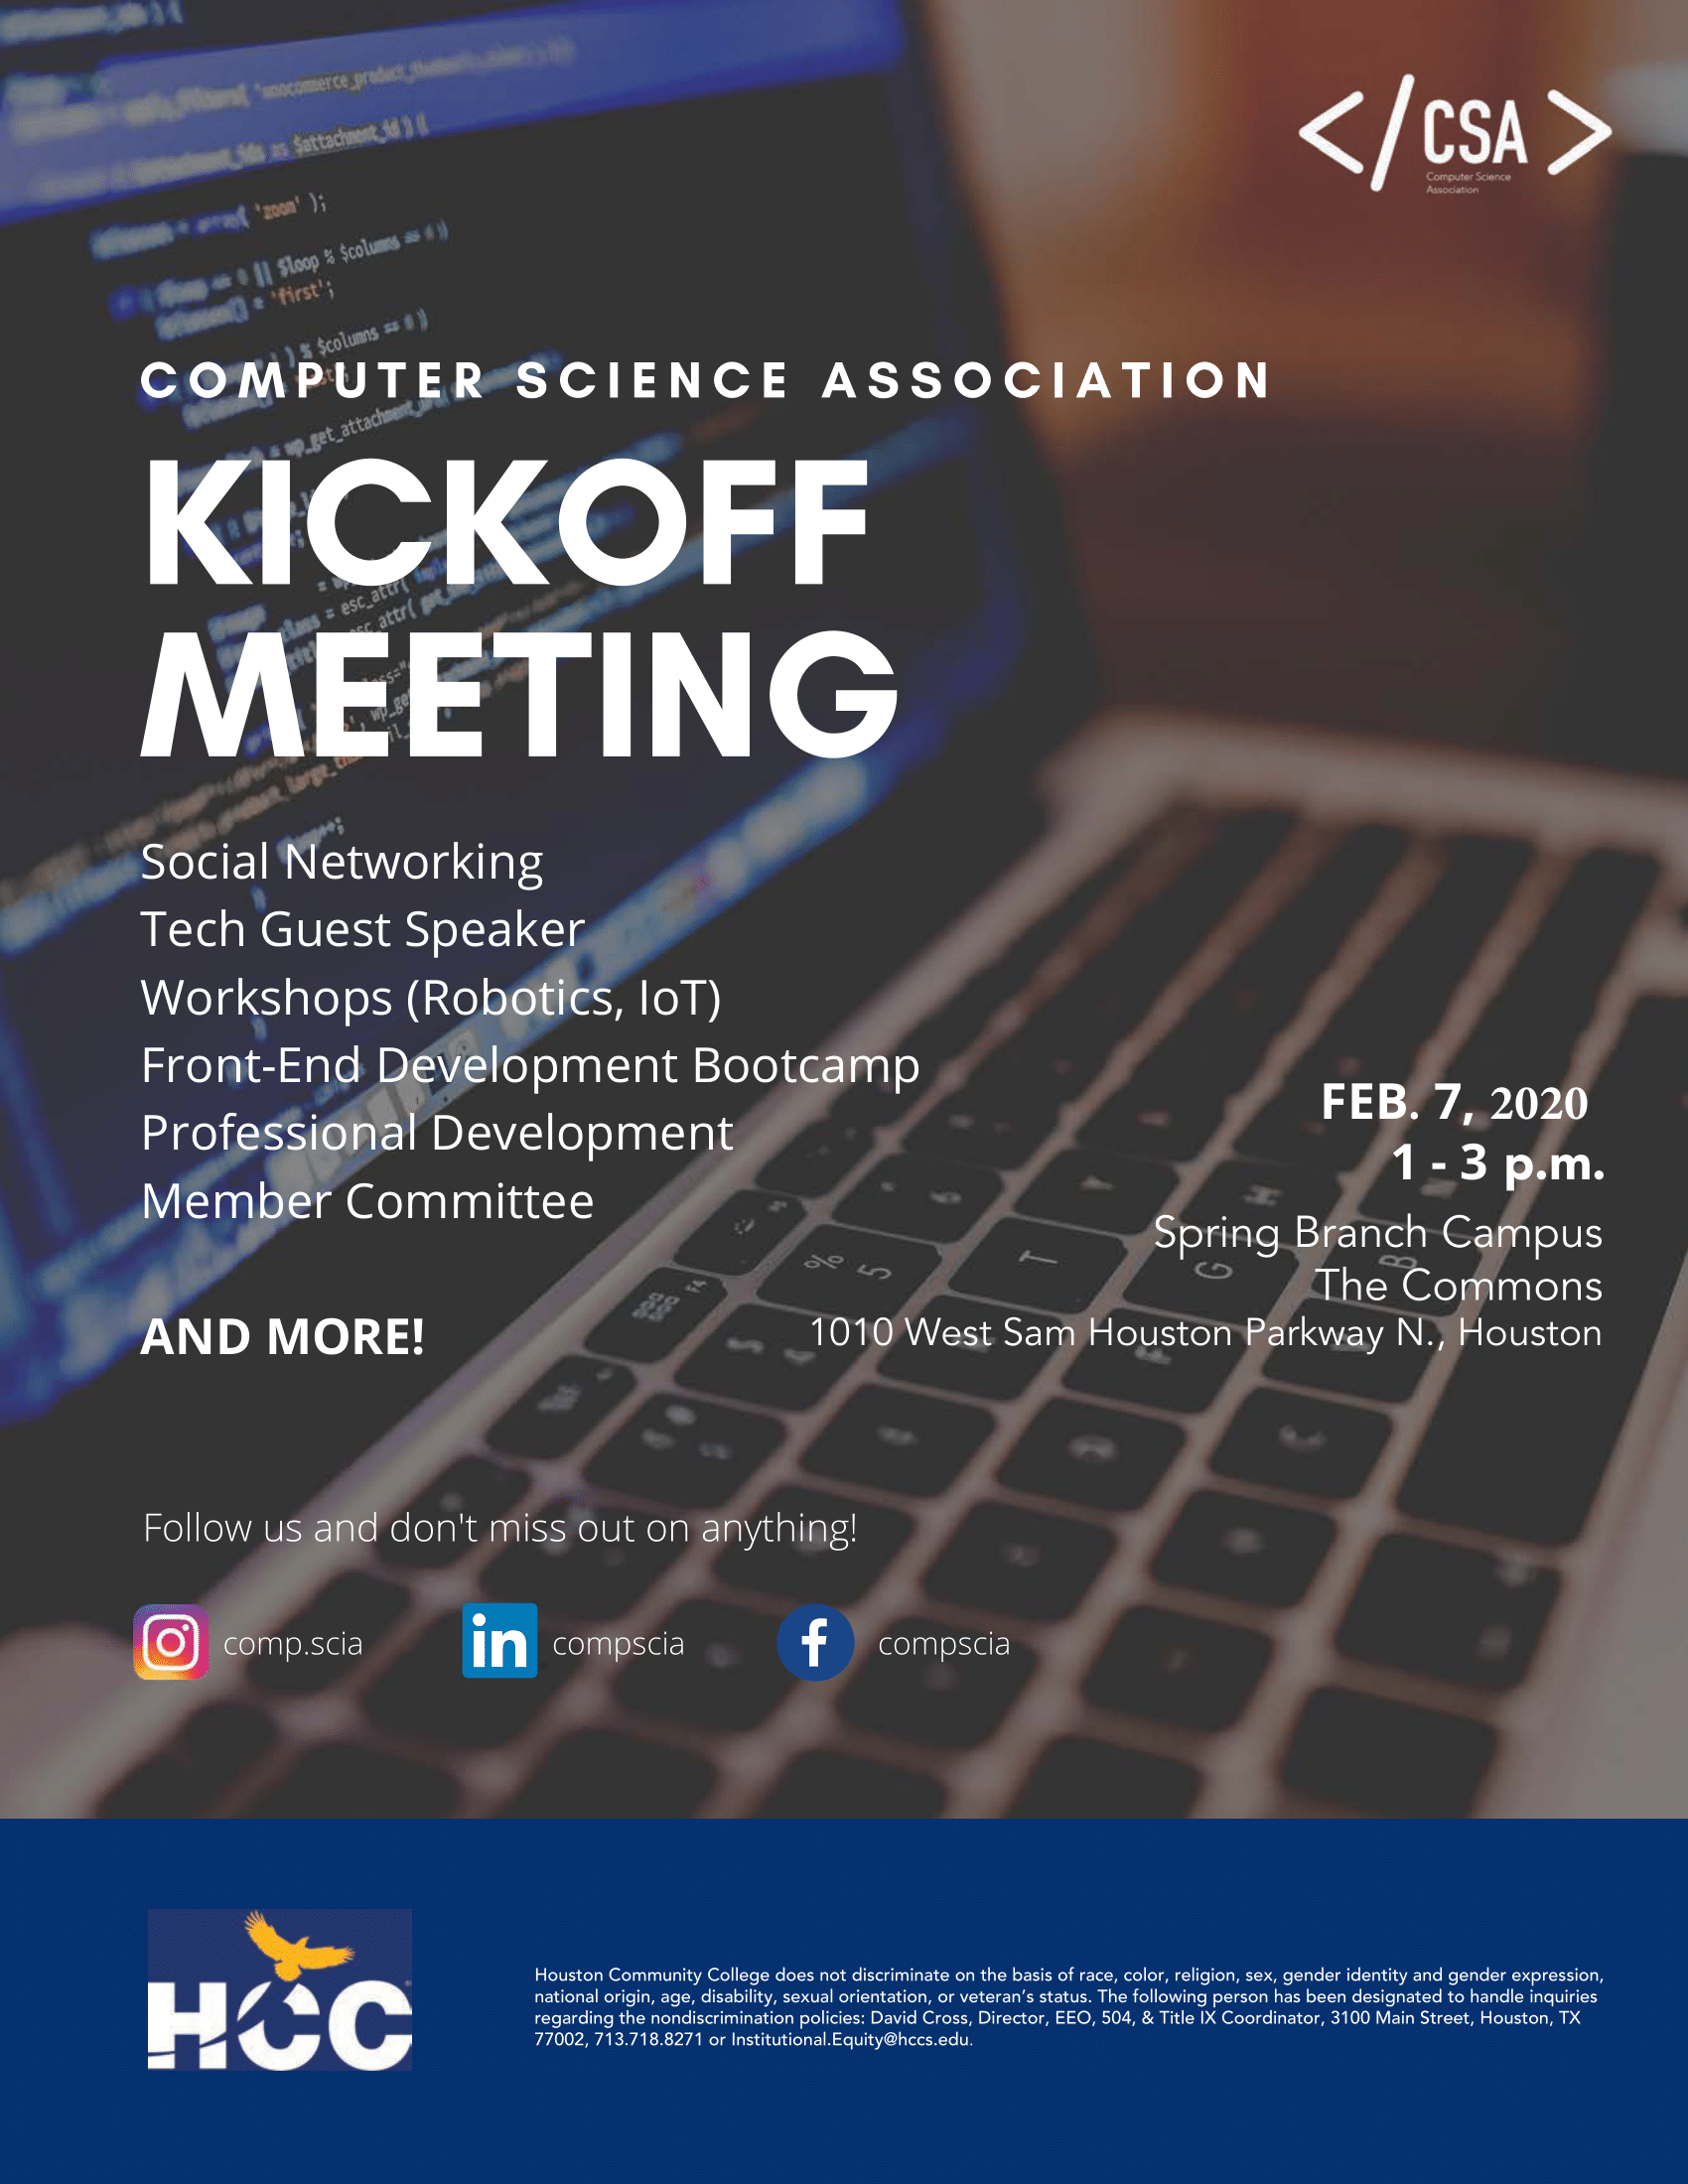 </CSA>
Computer Science
Association
'zoom' );
$loop % $columns == 0 )
'first';
COMPUTER SCIENCE ASSOCIATION
KICKOFF
MEETING
Social Networking
Tech Guest Speaker
Workshops (Robotics, IoT)
Front-End Development Bootcamp
Professional Development
Member Committee
AND MORE!
FEB. 7, 2020
1 - 3 p.m.
Spring Branch Campus
The Commons
1010 West Sam Houston Parkway N., Houston
Follow us and don't miss out on anything!
comp.scia
in compscia
f compscia
HCC
Houston Community College does not discriminate on the basis of race, color, religion, sex, gender identity and gender expression,
national origin, age, disability, sexual orientation, or veteran's status. The following person has been designated to handle inquiries
regarding the nondiscrimination policies: David Cross, Director, EEO, 504, & Title IX Coordinator, 3100 Main Street, Houston, TX
77002, 713.718.8271 or Institutional.Equity@hccs.edu.